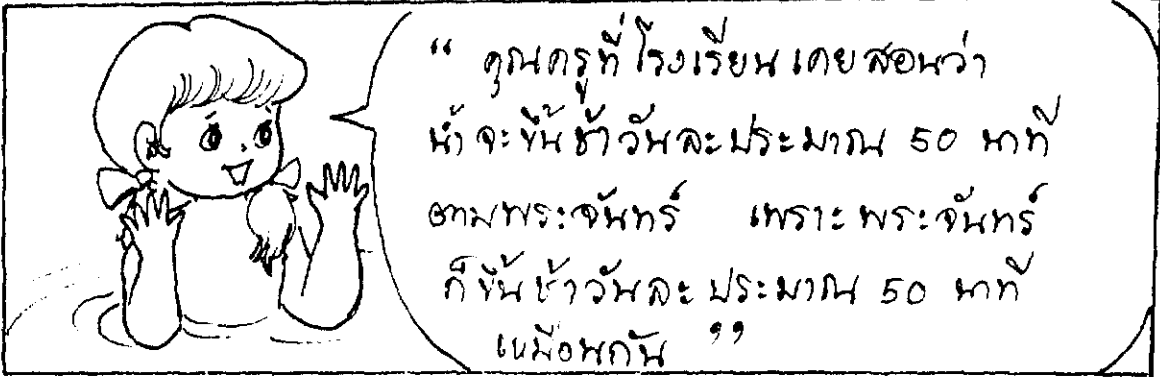 “ คุณครูที่โรงเรียนเคยสอนว่า
น้ำจะขึ้นช้าวันละประมาณ 50 นาที
ตามพระจันทร์ เพราะพระจันทร์
ก็ขึ้นช้าวันละประมาณ 50 นาที
เหมือนกัน ”